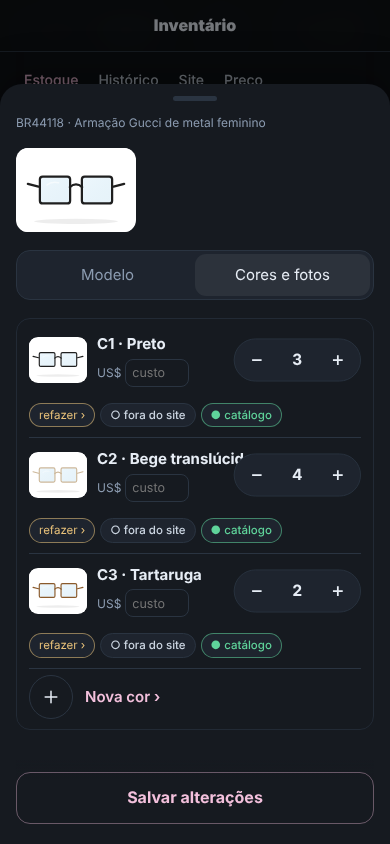 Inventário
Estoque Histórico Site Preço
BR44118 · Armação Gucci de metal feminino
Modelo Cores e fotos
C1 · Preto
US$ custo
− 3 +
refazer › fora do site catálogo
C2 · Bege translúcid
US$ custo
− 4 +
refazer › fora do site catálogo
C3 · Tartaruga
US$ custo
− 2 +
refazer › fora do site catálogo
+ Nova cor ›
Salvar alterações